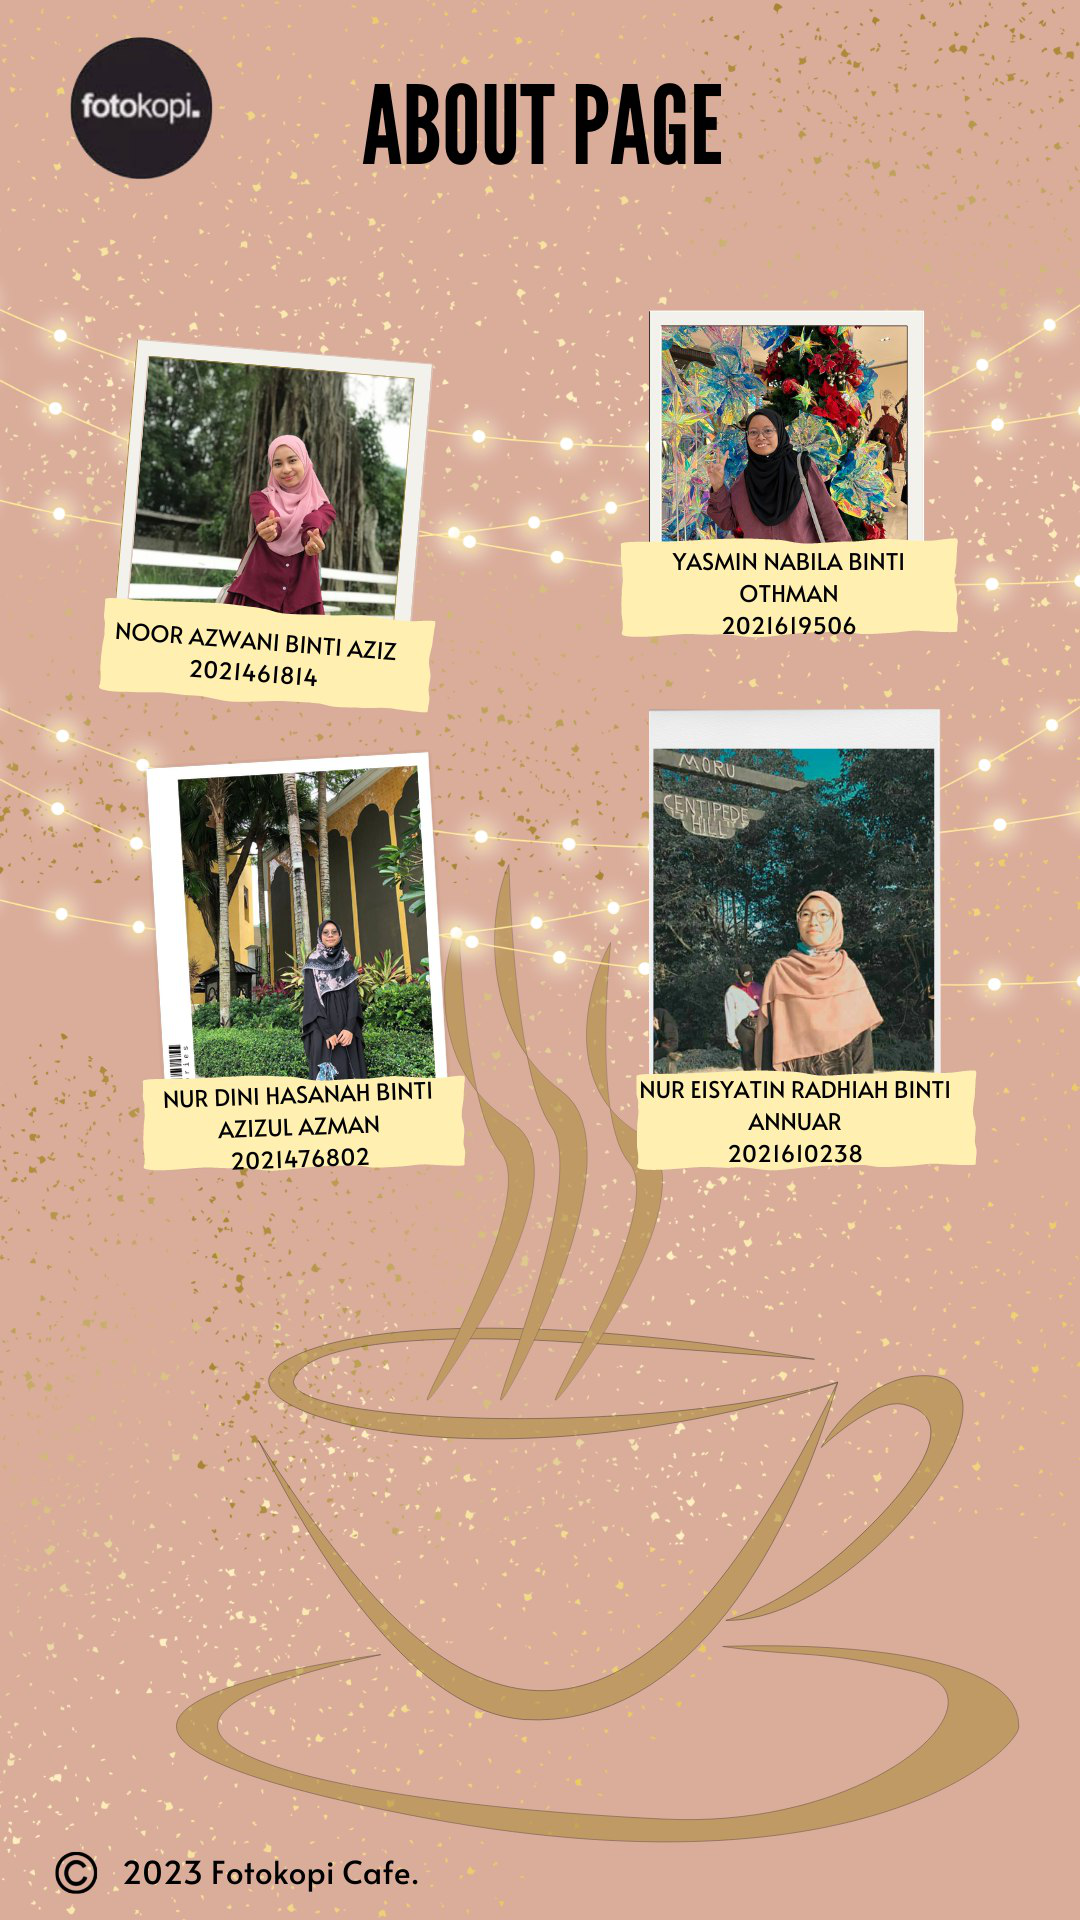 fotokopi.
ABOUT PAGE
NOOR AZWANI BINTI AZIZ
2021461814
YASMIN NABILA BINTI
OTHMAN
2021619506
MORU
CENTIPEDE
HILL
NUR DINI HASANAH BINTI
AZIZUL AZMAN
2021476802
NUR EISYATIN RADHIAH BINTI
ANNUAR
2021610238
© 2023 Fotokopi Cafe.